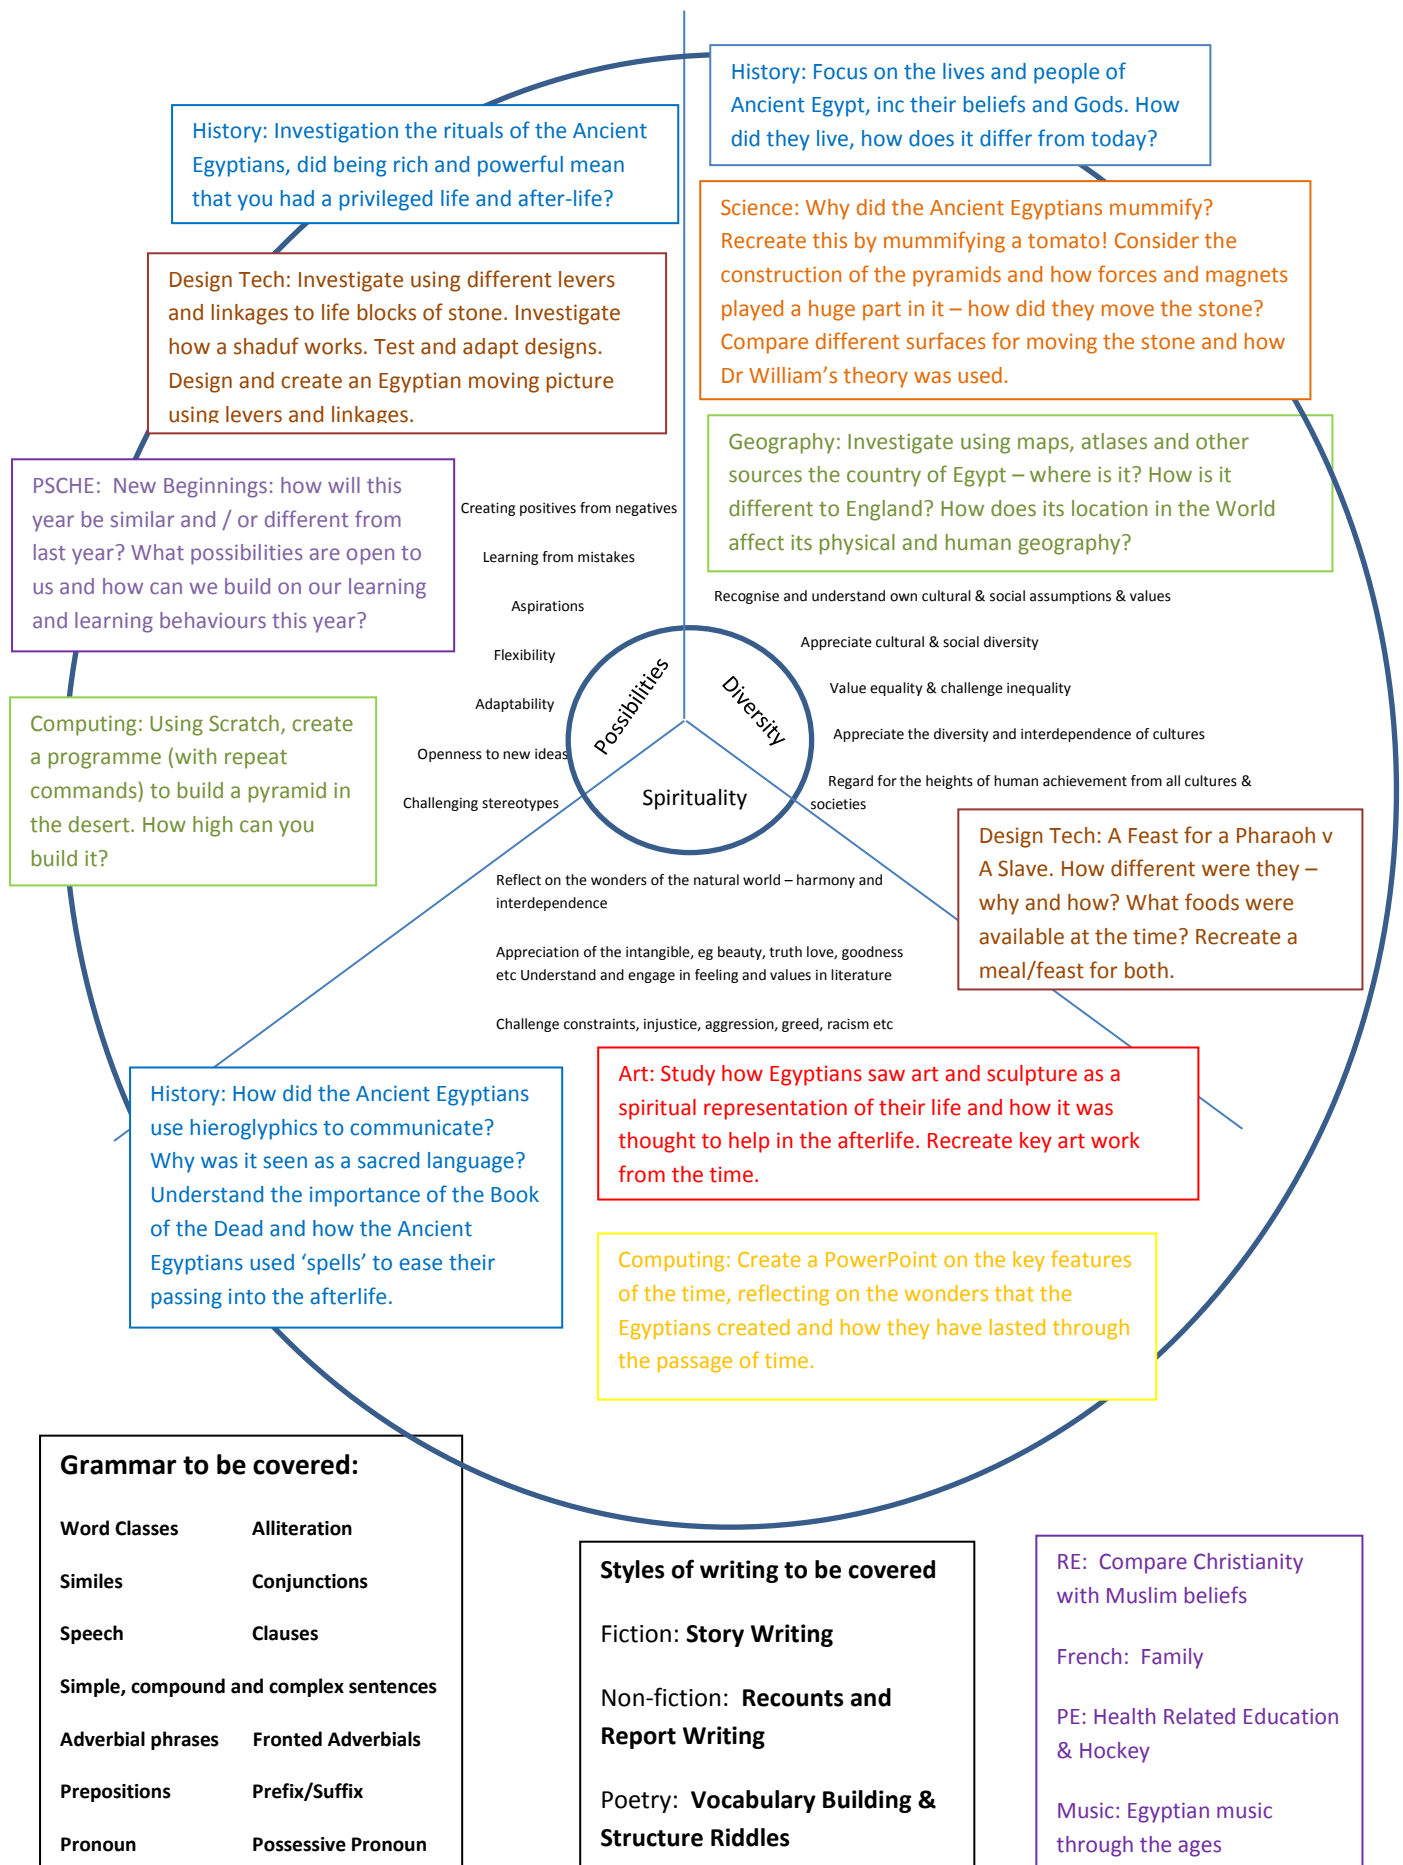 History: Focus on the lives and people of
Ancient Egypt, inc their beliefs and Gods. How
did they live, how does it differ from today?
History: Investigation the rituals of the Ancient
Egyptians, did being rich and powerful mean
that you had a privileged life and after-life?
Science: Why did the Ancient Egyptians mummify?
Recreate this by mummifying a tomato! Consider the
construction of the pyramids and how forces and magnets
played a huge part in it – how did they move the stone?
Compare different surfaces for moving the stone and how
Dr William’s theory was used.
Design Tech: Investigate using different levers
and linkages to life blocks of stone. Investigate
how a shaduf works. Test and adapt designs.
Design and create an Egyptian moving picture
using levers and linkages.
Geography: Investigate using maps, atlases and other
sources the country of Egypt – where is it? How is it
different to England? How does its location in the World
affect its physical and human geography?
PSCHE:  New Beginnings: how will this
year be similar and / or different from
last year? What possibilities are open to
us and how can we build on our learning
and learning behaviours this year?
Creating positives from negatives
Learning from mistakes
Aspirations
Flexibility
Adaptability
Openness to new ideas
Challenging stereotypes
Recognise and understand own cultural & social assumptions & values
Appreciate cultural & social diversity
Value equality & challenge inequality
Appreciate the diversity and interdependence of cultures
Regard for the heights of human achievement from all cultures &
societies
Possibilities
Diversity
Spirituality
Computing: Using Scratch, create
a programme (with repeat
commands) to build a pyramid in
the desert. How high can you
build it?
Design Tech: A Feast for a Pharaoh v
A Slave. How different were they –
why and how? What foods were
available at the time? Recreate a
meal/feast for both.
Reflect on the wonders of the natural world – harmony and
interdependence
Appreciation of the intangible, eg beauty, truth love, goodness
etc Understand and engage in feeling and values in literature
Challenge constraints, injustice, aggression, greed, racism etc
History: How did the Ancient Egyptians
use hieroglyphics to communicate?
Why was it seen as a sacred language?
Understand the importance of the Book
of the Dead and how the Ancient
Egyptians used ‘spells’ to ease their
passing into the afterlife.
Art: Study how Egyptians saw art and sculpture as a
spiritual representation of their life and how it was
thought to help in the afterlife. Recreate key art work
from the time.
Computing: Create a PowerPoint on the key features
of the time, reflecting on the wonders that the
Egyptians created and how they have lasted through
the passage of time.
Grammar to be covered:
Word Classes Alliteration
Similes Conjunctions
Speech Clauses
Simple, compound and complex sentences
Adverbial phrases Fronted Adverbials
Prepositions Prefix/Suffix
Pronoun Possessive Pronoun
Styles of writing to be covered
Fiction: Story Writing
Non-fiction:  Recounts and
Report Writing
Poetry:  Vocabulary Building &
Structure Riddles
RE:  Compare Christianity
with Muslim beliefs
French:  Family
PE: Health Related Education
& Hockey
Music: Egyptian music
through the ages